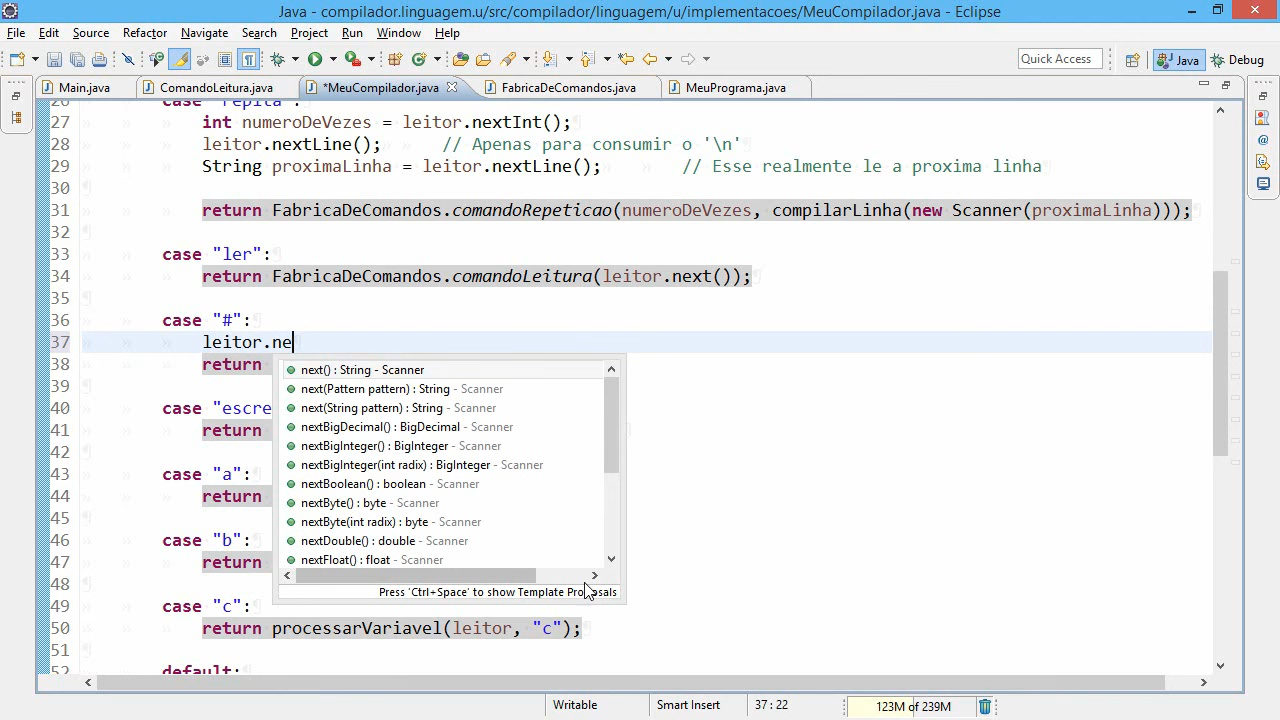 Java - compilador.linguagem.u/src/compilador/linguagem/u/implementacoes/MeuCompilador.java - Eclipse
File Edit Source Refactor Navigate Search Project Run Window Help
Quick Access Java Debug
Main.java ComandoLeitura.java *MeuCompilador.java FabricaDeComandos.java MeuPrograma.java
26 case "repita":
27 int numeroDeVezes = leitor.nextInt();
28 leitor.nextLine(); // Apenas para consumir o '\n'
29 String proximaLinha = leitor.nextLine(); // Esse realmente le a proxima linha
30
31 return FabricaDeComandos.comandoRepeticao(numeroDeVezes, compilarLinha(new Scanner(proximaLinha)));
32
33 case "ler":
34 return FabricaDeComandos.comandoLeitura(leitor.next());
35
36 case "#":
37 leitor.ne
38 return
39
40 case "escre
41 return
42
43 case "a":
44 return
45
46 case "b":
47 return
48
49 case "c":
50 return processarVariavel(leitor, "c");
51
52 default:
next() : String - Scanner
next(Pattern pattern) : String - Scanner
next(String pattern) : String - Scanner
nextBigDecimal() : BigDecimal - Scanner
nextBigInteger() : BigInteger - Scanner
nextBigInteger(int radix) : BigInteger - Scanner
nextBoolean() : boolean - Scanner
nextByte() : byte - Scanner
nextByte(int radix) : byte - Scanner
nextDouble() : double - Scanner
nextFloat() : float - Scanner
Press 'Ctrl+Space' to show Template Proposals
Writable Smart Insert 37 : 22 123M of 239M